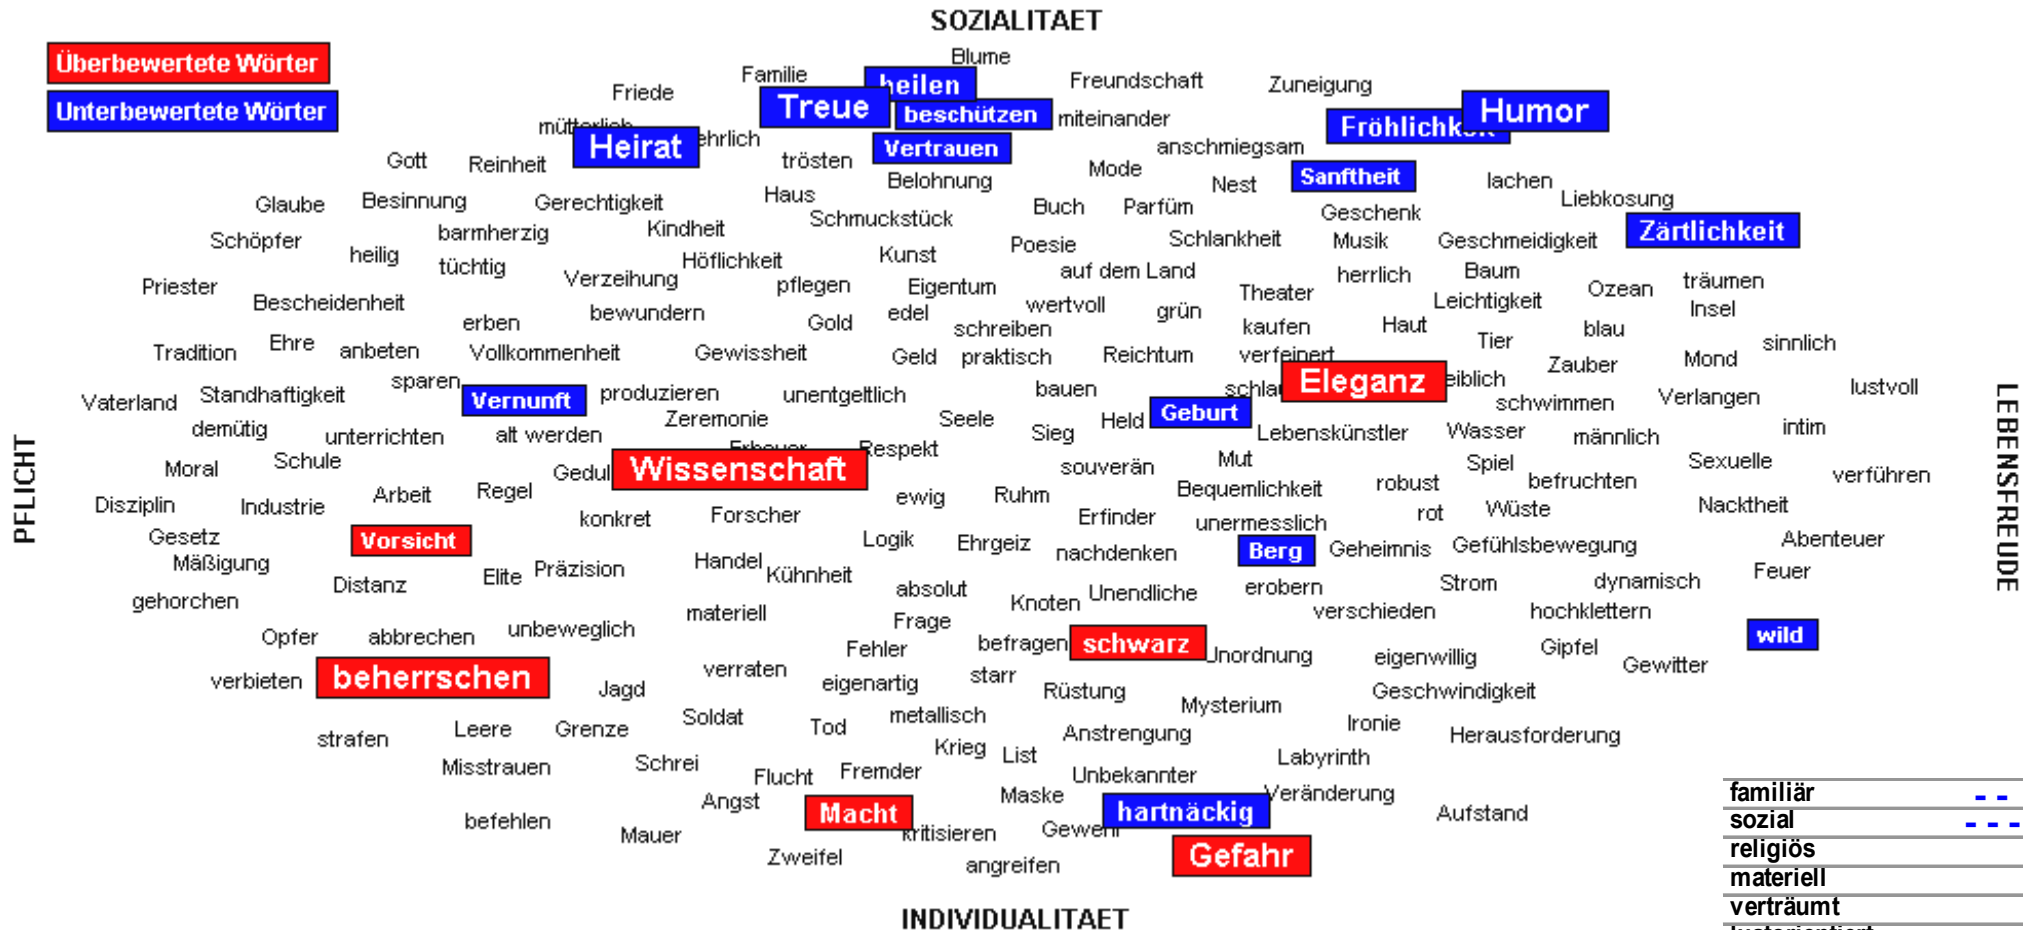 SOZIALITAET
Überbewertete Wörter
Unterbewertete Wörter
Blume
Familie
heilen
Freundschaft
Zuneigung
Friede
Treue
beschützen
miteinander
Humor
mütterlich
Heirat
ehrlich
Vertrauen
anschmiegsam
Fröhlichkeit
Gott
Reinheit
trösten
Belohnung
Mode
Nest
Sanftheit
lachen
Liebkosung
Glaube
Besinnung
Gerechtigkeit
Haus
Schmuckstück
Buch
Parfüm
Geschenk
Schöpfer
barmherzig
Kindheit
Poesie
Schlankheit
Musik
Geschmeidigkeit
Zärtlichkeit
heilig
tüchtig
Höflichkeit
Kunst
auf dem Land
herrlich
Baum
träumen
Priester
Verzeihung
pflegen
Eigentum
Theater
Leichtigkeit
Ozean
Insel
Bescheidenheit
erben
bewundern
Gold
edel
wertvoll
grün
schreiben
kaufen
Haut
blau
Tradition
Ehre
anbeten
Vollkommenheit
Gewissheit
Geld
praktisch
Reichtum
verfeinert
Tier
Zauber
Mond
sinnlich
Vaterland
Standhaftigkeit
sparen
Vernunft
produzieren
unentgeltlich
bauen
schlau
Eleganz
eiblich
schwimmen
Verlangen
lustvoll
LEBENSFREUDE
PFLICHT
demütig
unterrichten
alt werden
Zeremonie
Seele
Sieg
Held
Geburt
Lebenskünstler
Wasser
männlich
intim
Moral
Schule
Geduld
Wissenschaft
Erbauer
Respekt
souverän
Mut
Spiel
Sexuelle
verführen
Disziplin
Industrie
Arbeit
Regel
ewig
Ruhm
Bequemlichkeit
robust
befruchten
Nacktheit
konkret
Forscher
Erfinder
unermesslich
rot
Wüste
Gesetz
Vorsicht
Logik
Ehrgeiz
nachdenken
Berg
Geheimnis
Gefühlsbewegung
Abenteuer
Mäßigung
Distanz
Elite
Präzision
Handel
Kühnheit
absolut
Unendliche
erobern
Strom
dynamisch
Feuer
gehorchen
materiell
Knoten
verschieden
hochklettern
Opfer
abbrechen
unbeweglich
Frage
befragen
schwarz
Unordnung
eigenwillig
Gipfel
wild
verbieten
beherrschen
Jagd
verraten
Fehler
eigenartig
starr
Rüstung
Geschwindigkeit
Gewitter
strafen
Leere
Grenze
Soldat
Tod
metallisch
Anstrengung
Mysterium
Ironie
Herausforderung
Misstrauen
Schrei
Flucht
Fremder
Krieg
List
Unbekannter
Labyrinth
befehlen
Mauer
Angst
Macht
kritisieren
Maske
Gewehr
hartnäckig
Veränderung
Aufstand
Zweifel
angreifen
Gefahr
INDIVIDUALITAET
familiär - -
sozial - - -
religiös
materiell
verträumt
lustorientiert